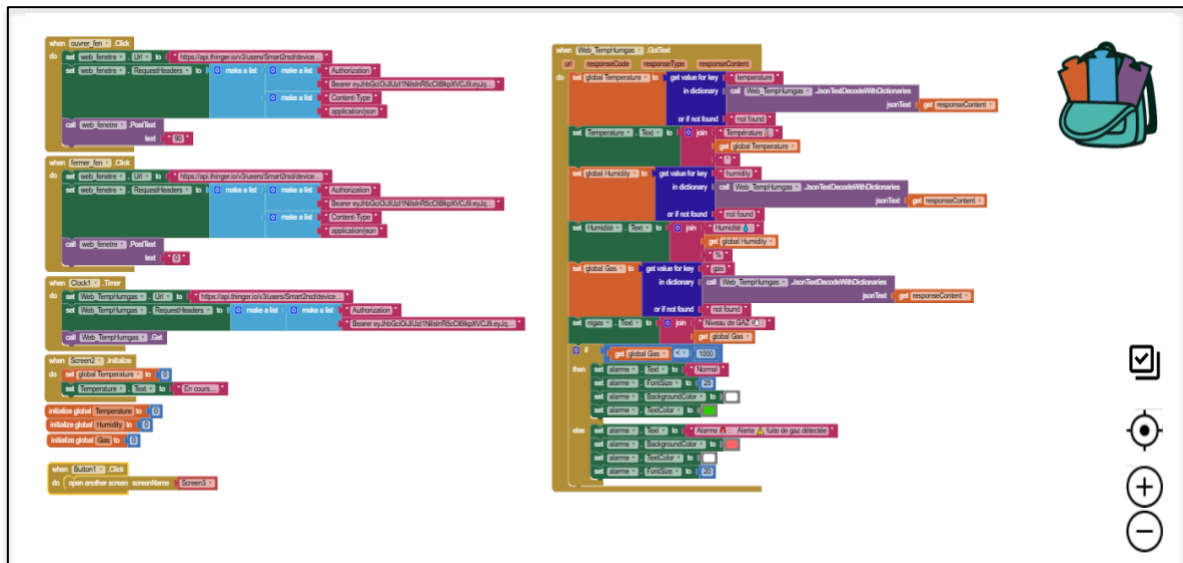 when ouvrer_fen .Click
do set web_fenetre . Url to " https://api.thinger.io/v3/users/Smart2rsd/device... "
set web_fenetre . RequestHeaders to make a list make a list " Authorization "
" Bearer
make a list " Content-Type "
" application/json "
call web_fenetre .PostText
text " 90 "
when fermer_fen .Click
do set web_fenetre . Url to " https://api.thinger.io/v3/users/Smart2rsd/device... "
set web_fenetre . RequestHeaders to make a list make a list " Authorization "
" Bearer
make a list " Content-Type "
" application/json "
call web_fenetre .PostText
text " 0 "
when Clock1 .Timer
do set Web_TempHumgas . Url to " https://api.thinger.io/v3/users/Smart2rsd/device... "
set Web_TempHumgas . RequestHeaders to make a list make a list " Authorization "
" Bearer
call Web_TempHumgas .Get
when Screen2 .Initialize
do set global Temperature to 0
set Temperature . Text to " En cours.... "
initialize global Temperature to 0
initialize global Humidity to 0
initialize global Gas to 0
when Button1 .Click
do open another screen screenName Screen3
when Web_TempHumgas .GotText
url responseCode responseType responseContent
do set global Temperature to get value for key " temperature "
in dictionary call Web_TempHumgas .JsonTextDecodeWithDictionaries
jsonText get responseContent
or if not found " not found "
set Temperature . Text to join " Température
get global Temperature
set global Humidity to get value for key " humidity "
in dictionary call Web_TempHumgas .JsonTextDecodeWithDictionaries
jsonText get responseContent
or if not found " not found "
set Humidité . Text to join " Humidité 💧: "
get global Humidity
" % "
set global Gas to get value for key " gas "
in dictionary call Web_TempHumgas .JsonTextDecodeWithDictionaries
jsonText get responseContent
or if not found " not found "
set nigas . Text to join " Niveau de GAZ
get global Gas
if get global Gas < 1000
then set alarme . Text to " Normal "
set alarme . FontSize to 25
set alarme . BackgroundColor to
set alarme . TextColor to
else set alarme . Text to " Alarme 🚨 : Alerte ⚠ fuite de gaz détectée "
set alarme . BackgroundColor to
set alarme . TextColor to
set alarme . FontSize to 20